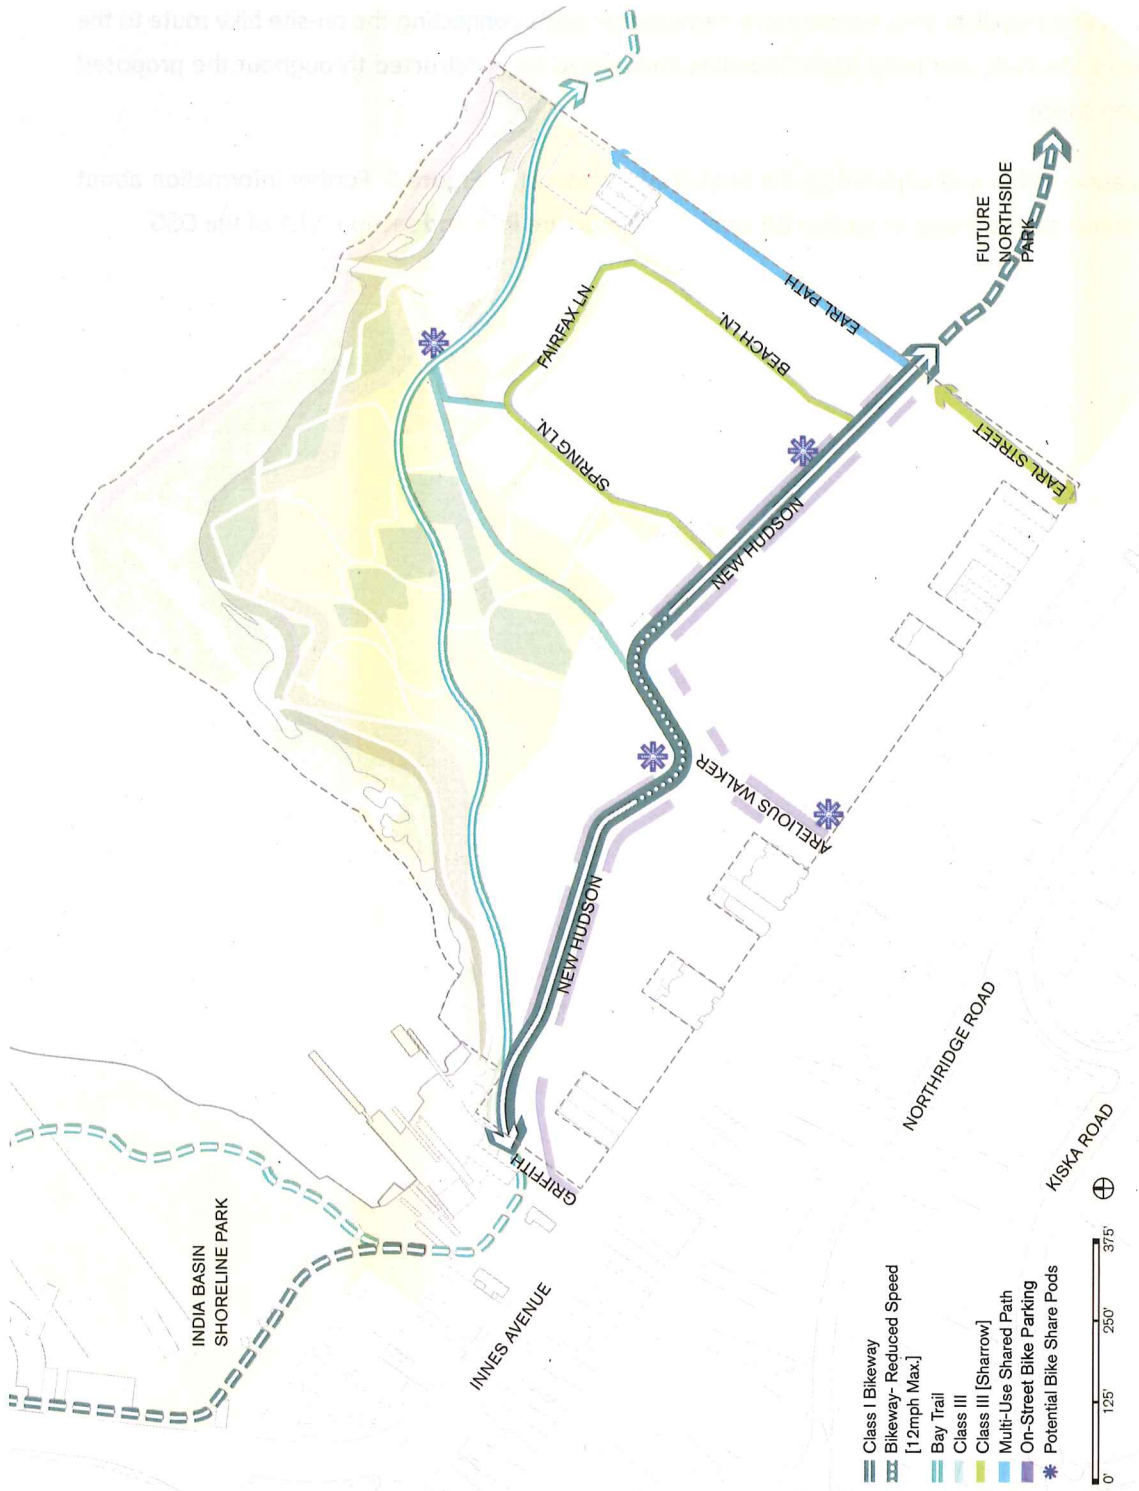 INDIA BASIN
SHORELINE PARK
INNES AVENUE
GRIFFITH
NEW HUDSON
ARELIOUS WALKER
NEW HUDSON
SPRING LN.
FAIRFAX LN.
BEACH LN.
EARL PATH
EARL STREET
FUTURE
NORTHSIDE
PARK
NORTHRIDGE ROAD
KISKA ROAD
Class I Bikeway
Bikeway- Reduced Speed
[12mph Max.]
Bay Trail
Class III
Class III [Sharrow]
Multi-Use Shared Path
On-Street Bike Parking
Potential Bike Share Pods
0' 125' 250' 375'